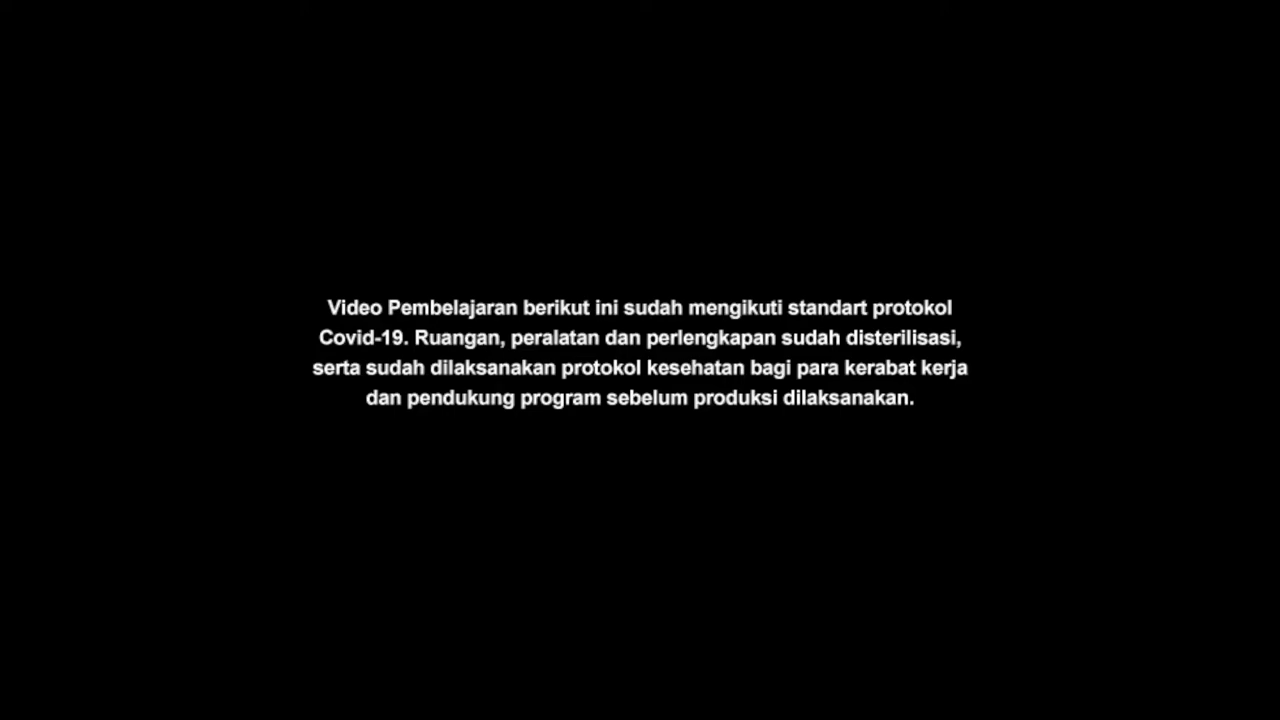 Video Pembelajaran berikut ini sudah mengikuti standart protokol
Covid-19. Ruangan, peralatan dan perlengkapan sudah disterilisasi,
serta sudah dilaksanakan protokol kesehatan bagi para kerabat kerja
dan pendukung program sebelum produksi dilaksanakan.